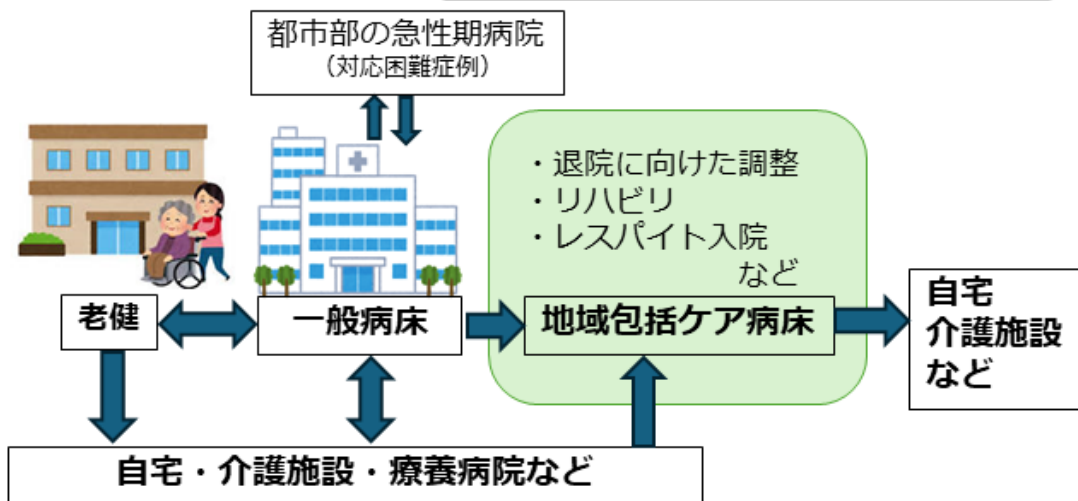 都市部の急性期病院
（対応困難症例）
・退院に向けた調整
・リハビリ
・レスパイト入院
など
老健
一般病床
地域包括ケア病床
自宅
介護施設
など
自宅・介護施設・療養病院など